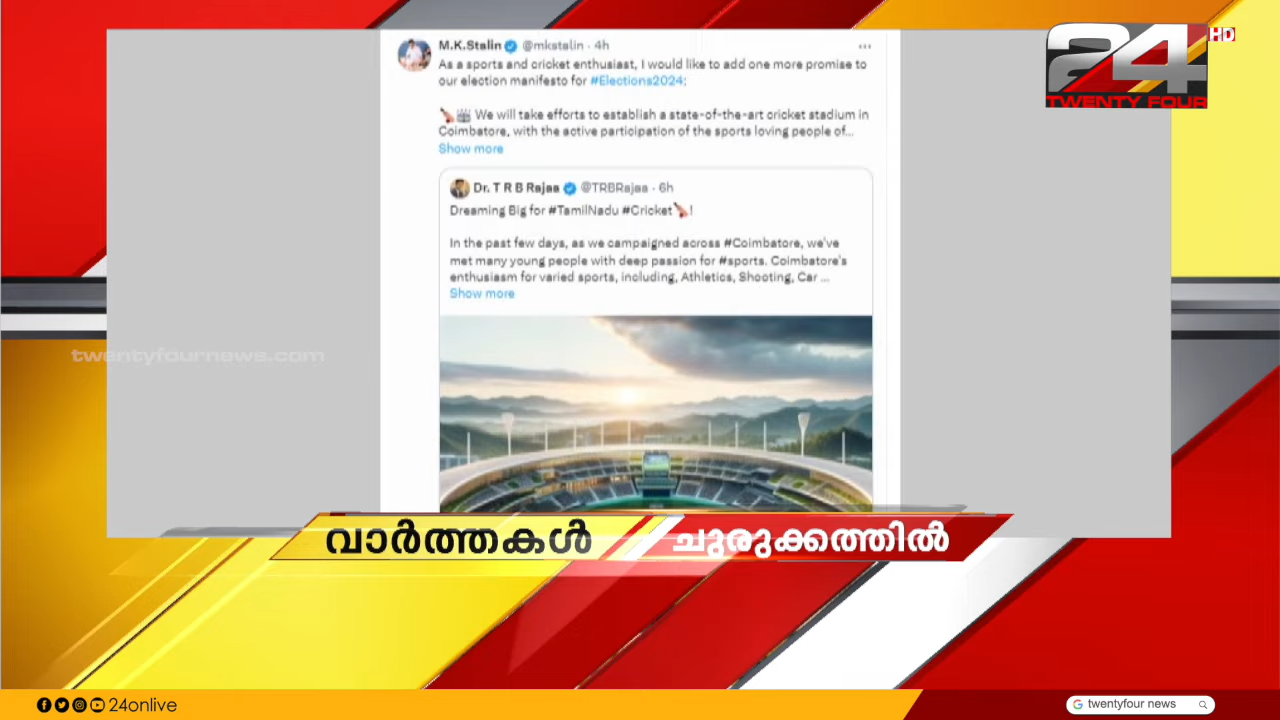 M.K.Stalin @mkstalin · 4h
As a sports and cricket enthusiast, I would like to add one more promise to
our election manifesto for #Elections2024:
We will take efforts to establish a state-of-the-art cricket stadium in
Coimbatore, with the active participation of the sports loving people of...
Show more
Dr. T R B Rajaa @TRBRajaa · 6h
Dreaming Big for #TamilNadu #Cricket🏏!
In the past few days, as we campaigned across #Coimbatore, we've
met many young people with deep passion for #sports. Coimbatore's
enthusiasm for varied sports, including, Athletics, Shooting, Car ...
Show more
24 HD
TWENTY FOUR
twentyfournews.com
വാർത്തകൾ ചുരുക്കത്തിൽ
24onlive
twentyfour news